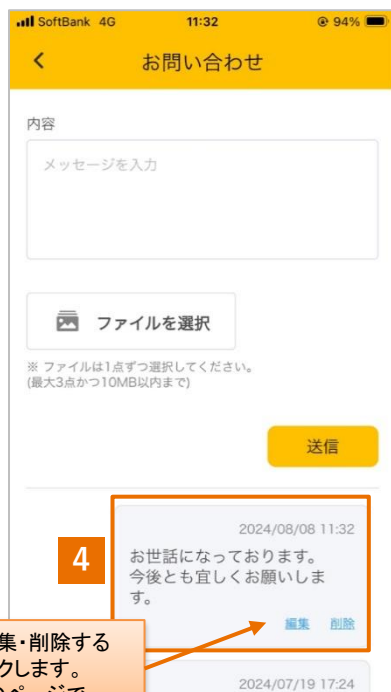 SoftBank 4G 11:32 94%
お問い合わせ
内容
メッセージを入力
ファイルを選択
※ ファイルは1点ずつ選択してください。
(最大3点かつ10MB以内まで)
送信
4
2024/08/08 11:32
お世話になっております。
今後とも宜しくお願いしま
す。
編集 削除
集・削除する
クします。
ページで
2024/07/19 17:24